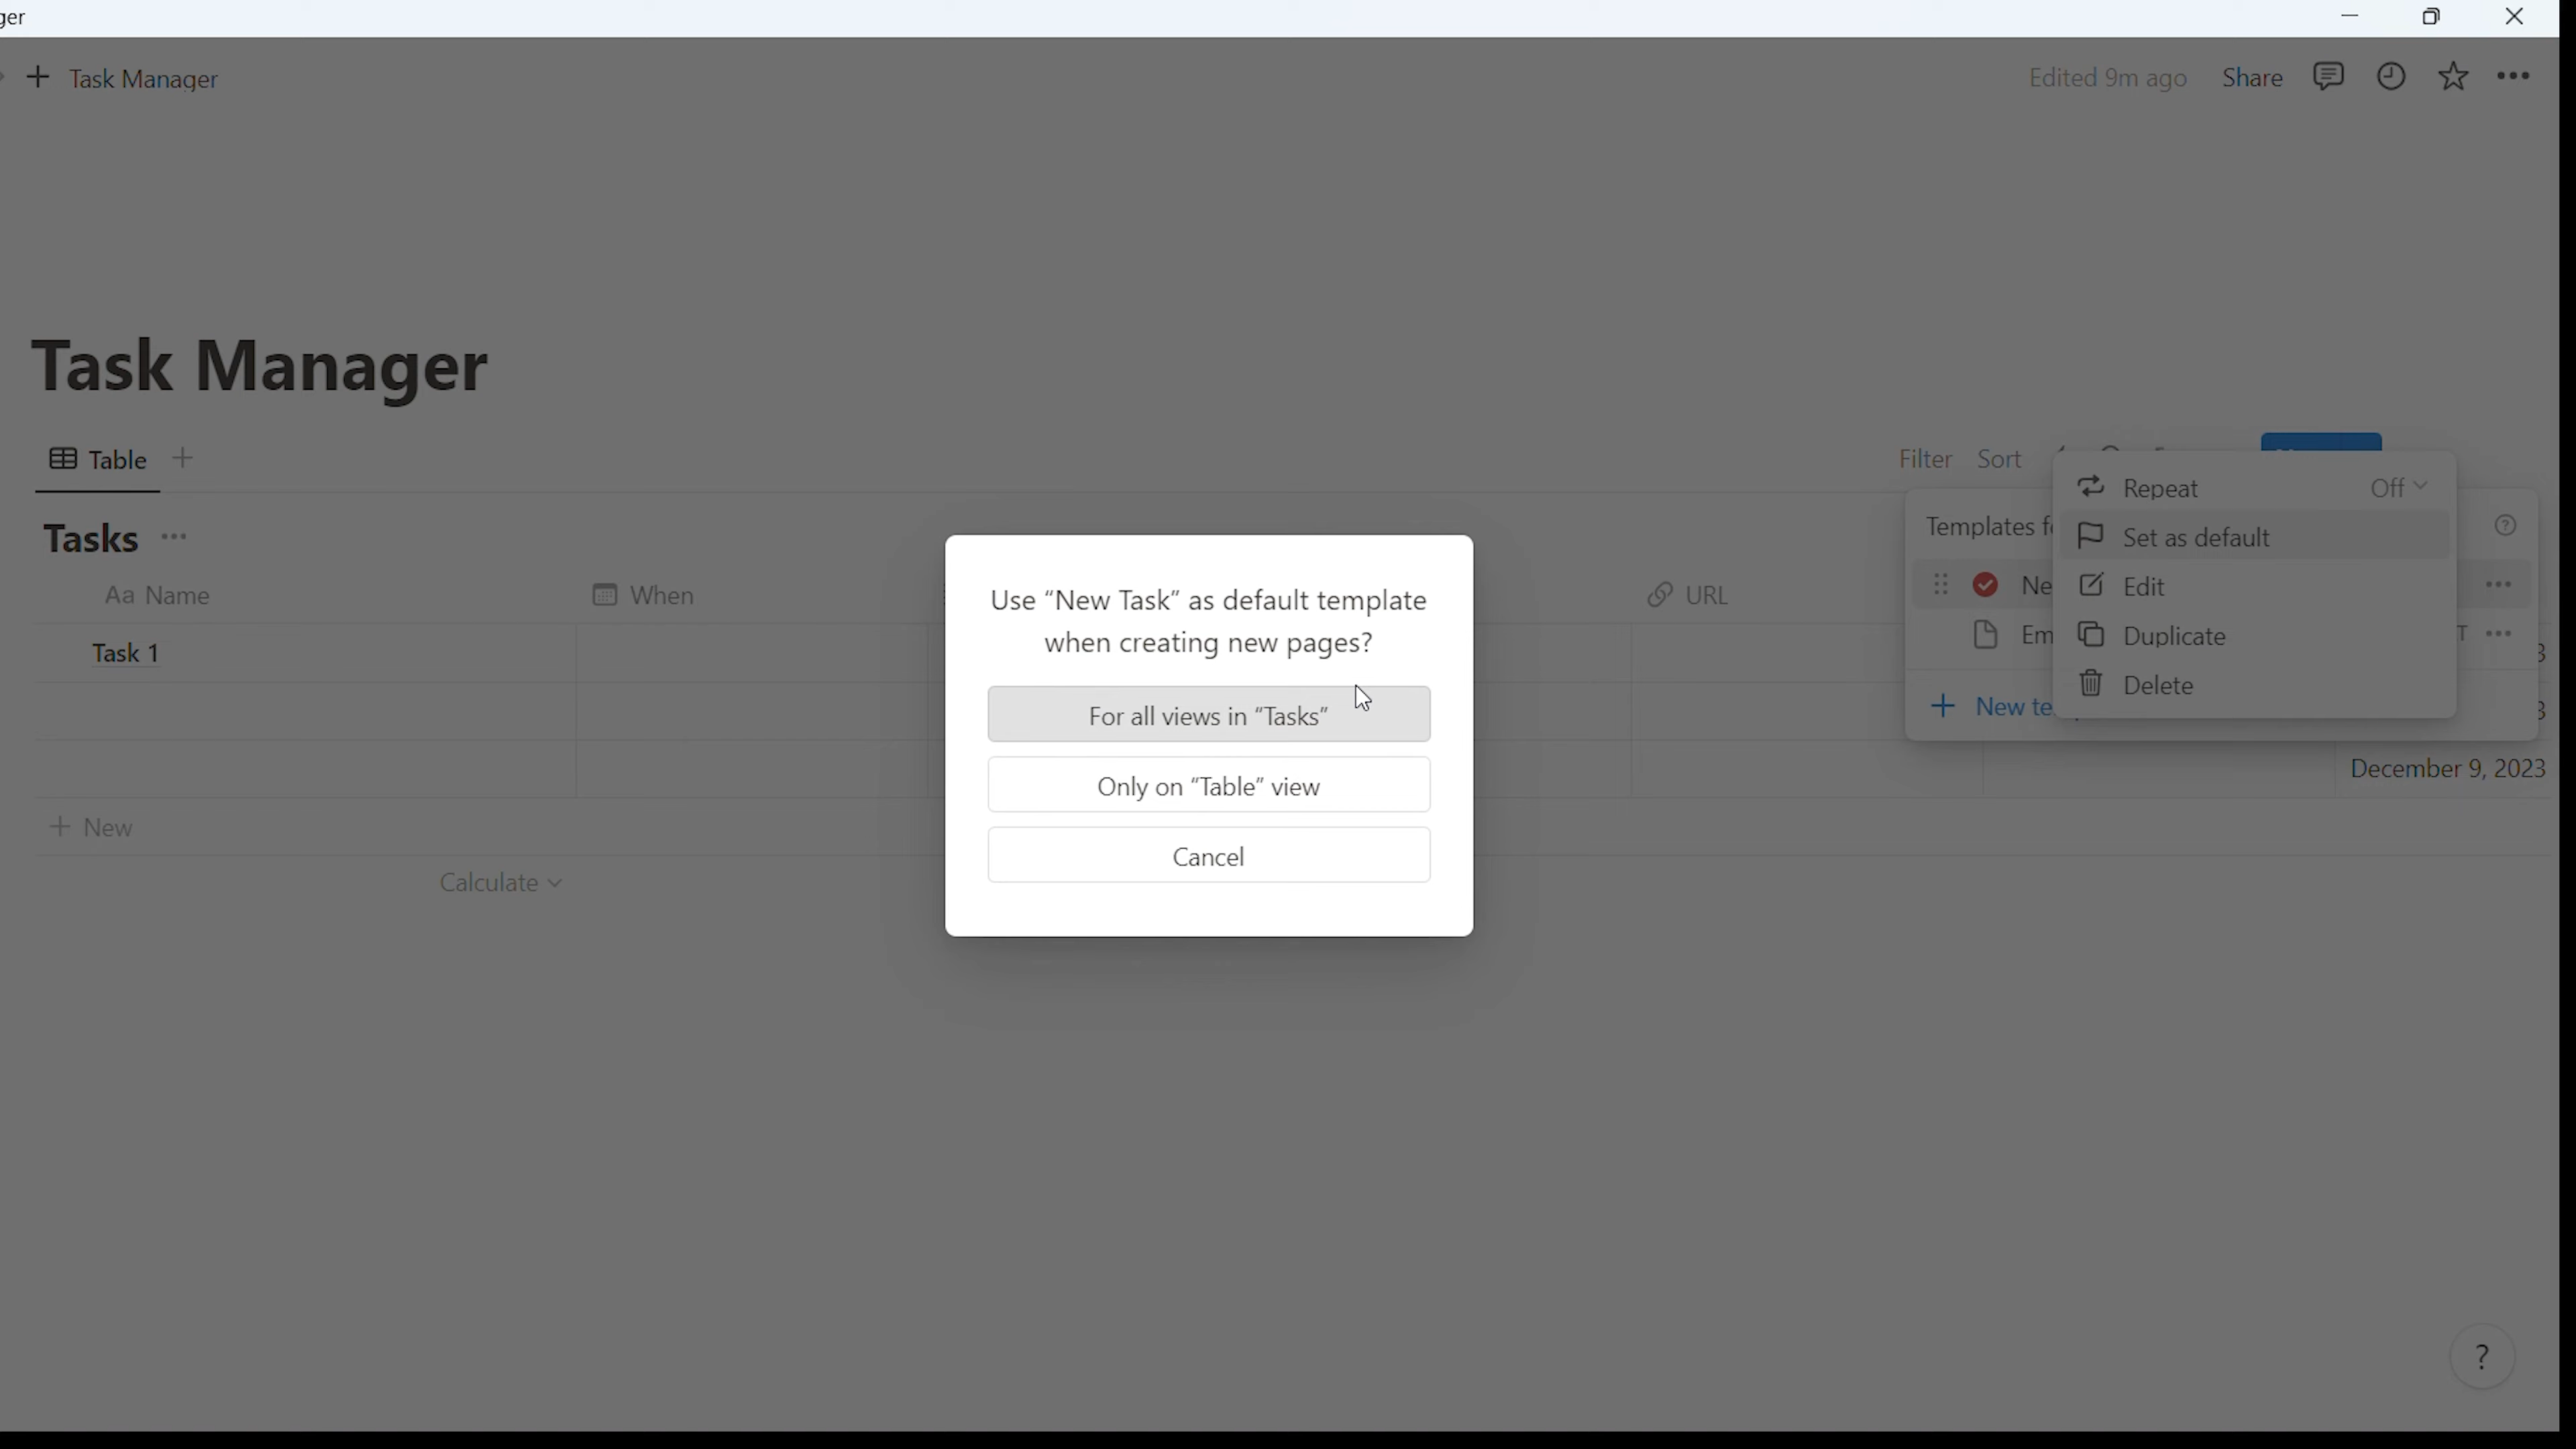 ger
Task Manager
Edited 9m ago
Share
Task Manager
Table
Filter
Sort
Repeat
Off
Templates
Set as default
Tasks
Aa Name
When
URL
Edit
Task 1
Duplicate
Delete
New
December 9, 2023
New
Calculate
Use “New Task” as default template
when creating new pages?
For all views in “Tasks”
Only on “Table” view
Cancel
?